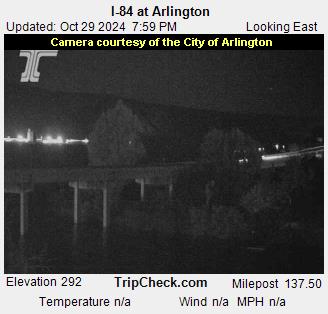 I-84 at Arlington
Updated: Oct 29 2024 7:59 PM Looking East
Camera courtesy of the City of Arlington
Elevation 292 TripCheck.com Milepost 137.50
Temperature n/a Wind n/a MPH n/a